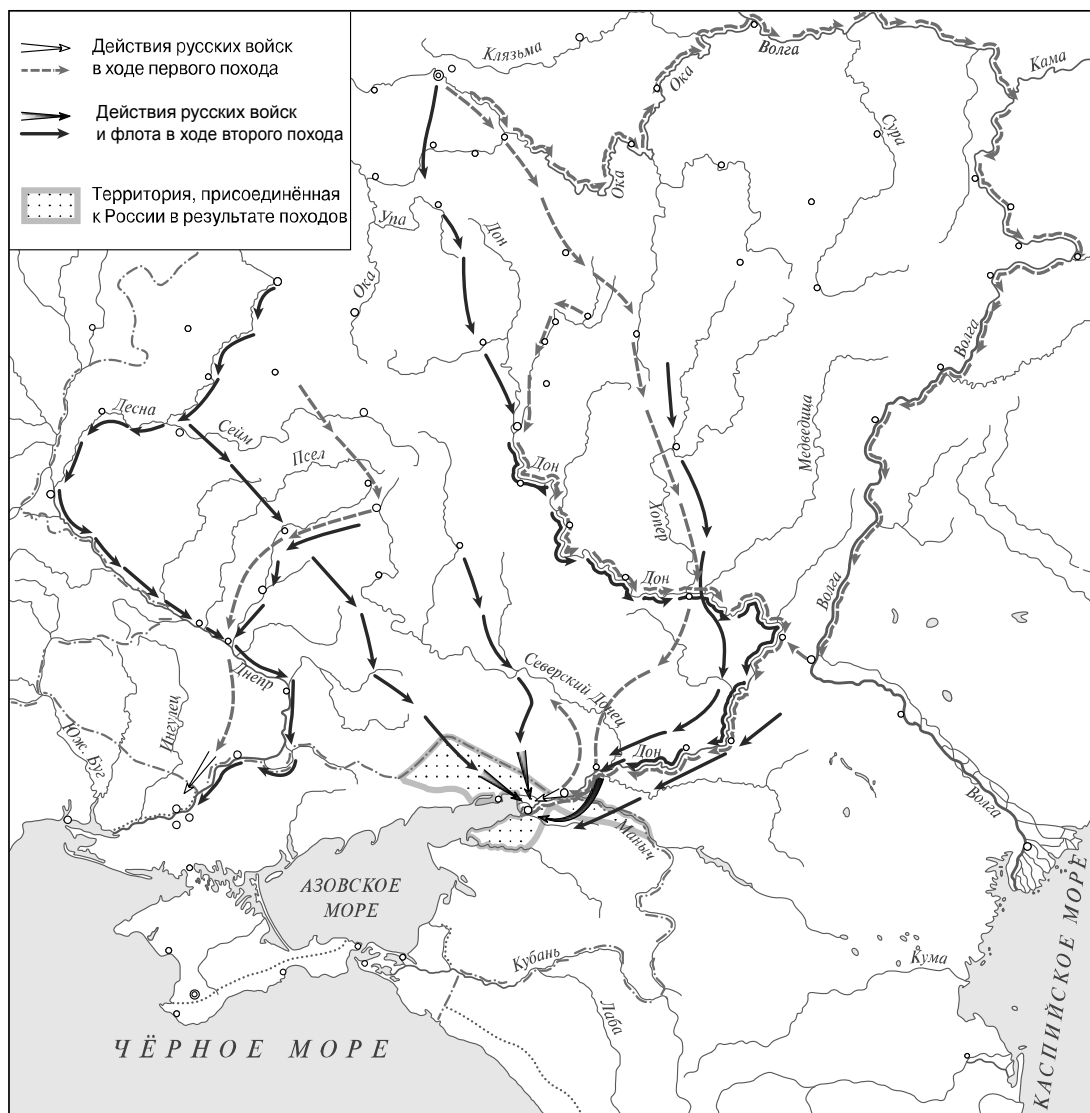 Действия русских войск
в ходе первого похода
Действия русских войск
и флота в ходе второго похода
Территория, присоединённая
к России в результате походов
Клязьма
Волга
Кама
Ока
Сура
Ока
Упа
Дон
Ока
Волга
Десна
Сейм
Псел
Дон
Медведица
Хопер
Дон
Волга
Днепр
Северский Донец
Ингулец
Юж. Буг
Дон
Волга
Маныч
АЗОВСКОЕ
МОРЕ
Кубань
Кума
Лаба
ЧЁРНОЕ МОРЕ
КАСПИЙСКОЕ МОРЕ